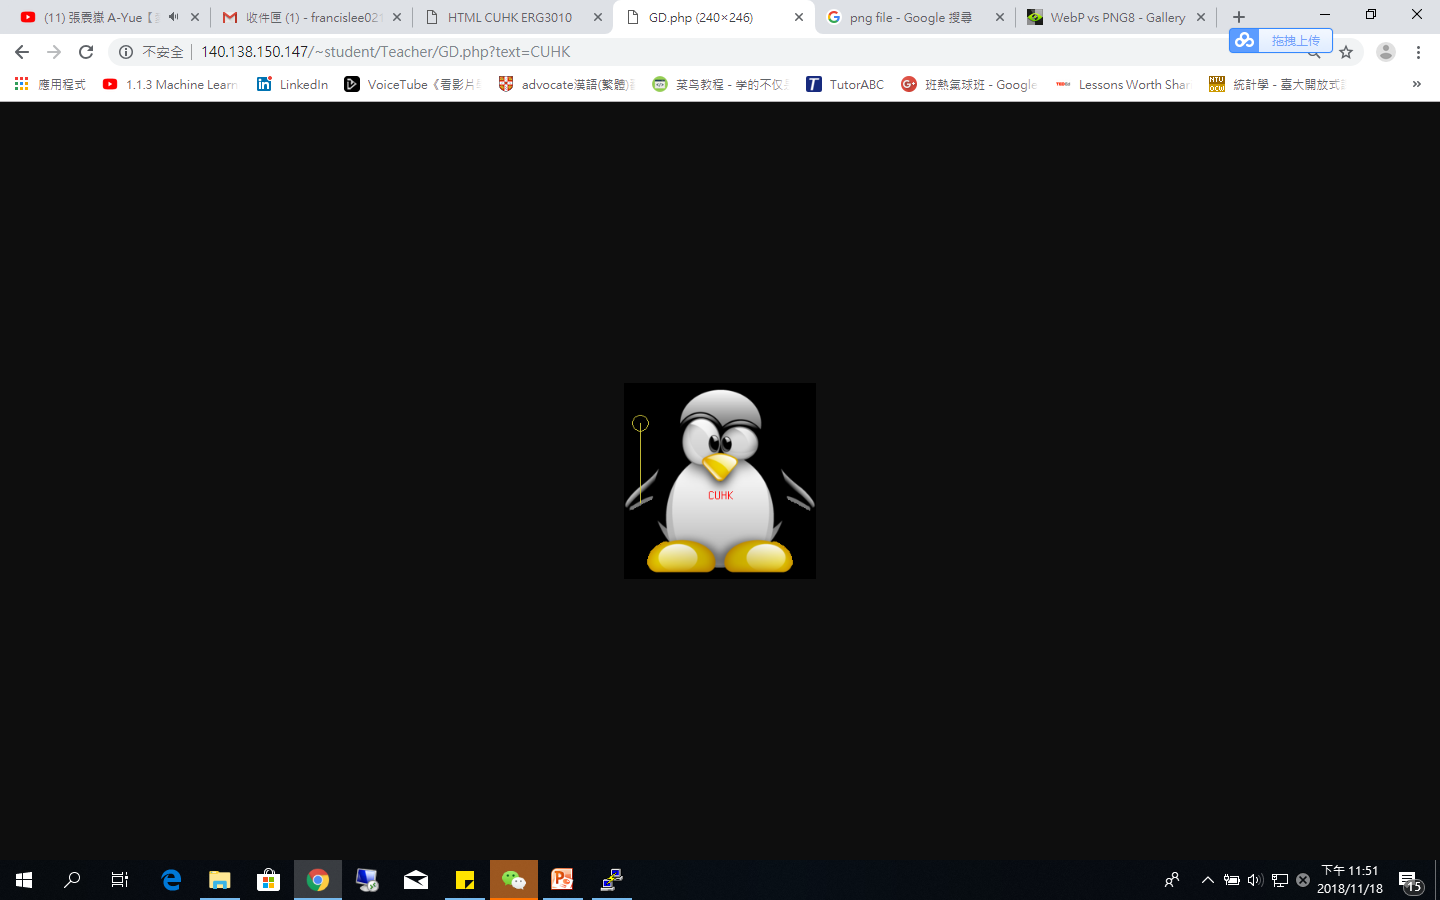 (11) 張震嶽 A-Yue【
收件匣 (1) - francislee021
HTML CUHK ERG3010
GD.php (240×246)
png file - Google 搜尋
WebP vs PNG8 - Gallery
拖拽上传
不安全
140.138.150.147/~student/Teacher/GD.php?text=CUHK
應用程式
1.1.3 Machine Learn
LinkedIn
VoiceTube《看影片
advocate漢語(繁體)
菜鸟教程 - 学的不仅
T
TutorABC
G+
班熱氣球班 - Google
Lessons Worth Shar
NTU
OCW
統計學 - 臺大開放式
»
CUHK
下午 11:51
2018/11/18
15